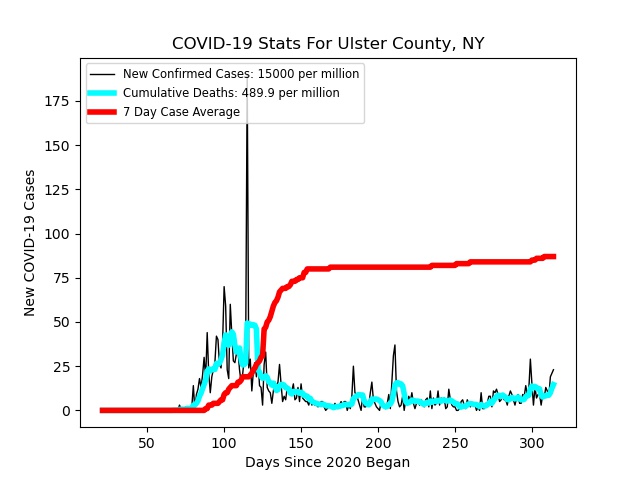 COVID-19 Stats For Ulster County, NY
New Confirmed Cases: 15000 per million
Cumulative Deaths: 489.9 per million
7 Day Case Average
New COVID-19 Cases
175
150
125
100
75
50
25
0
50 100 150 200 250 300
Days Since 2020 Began